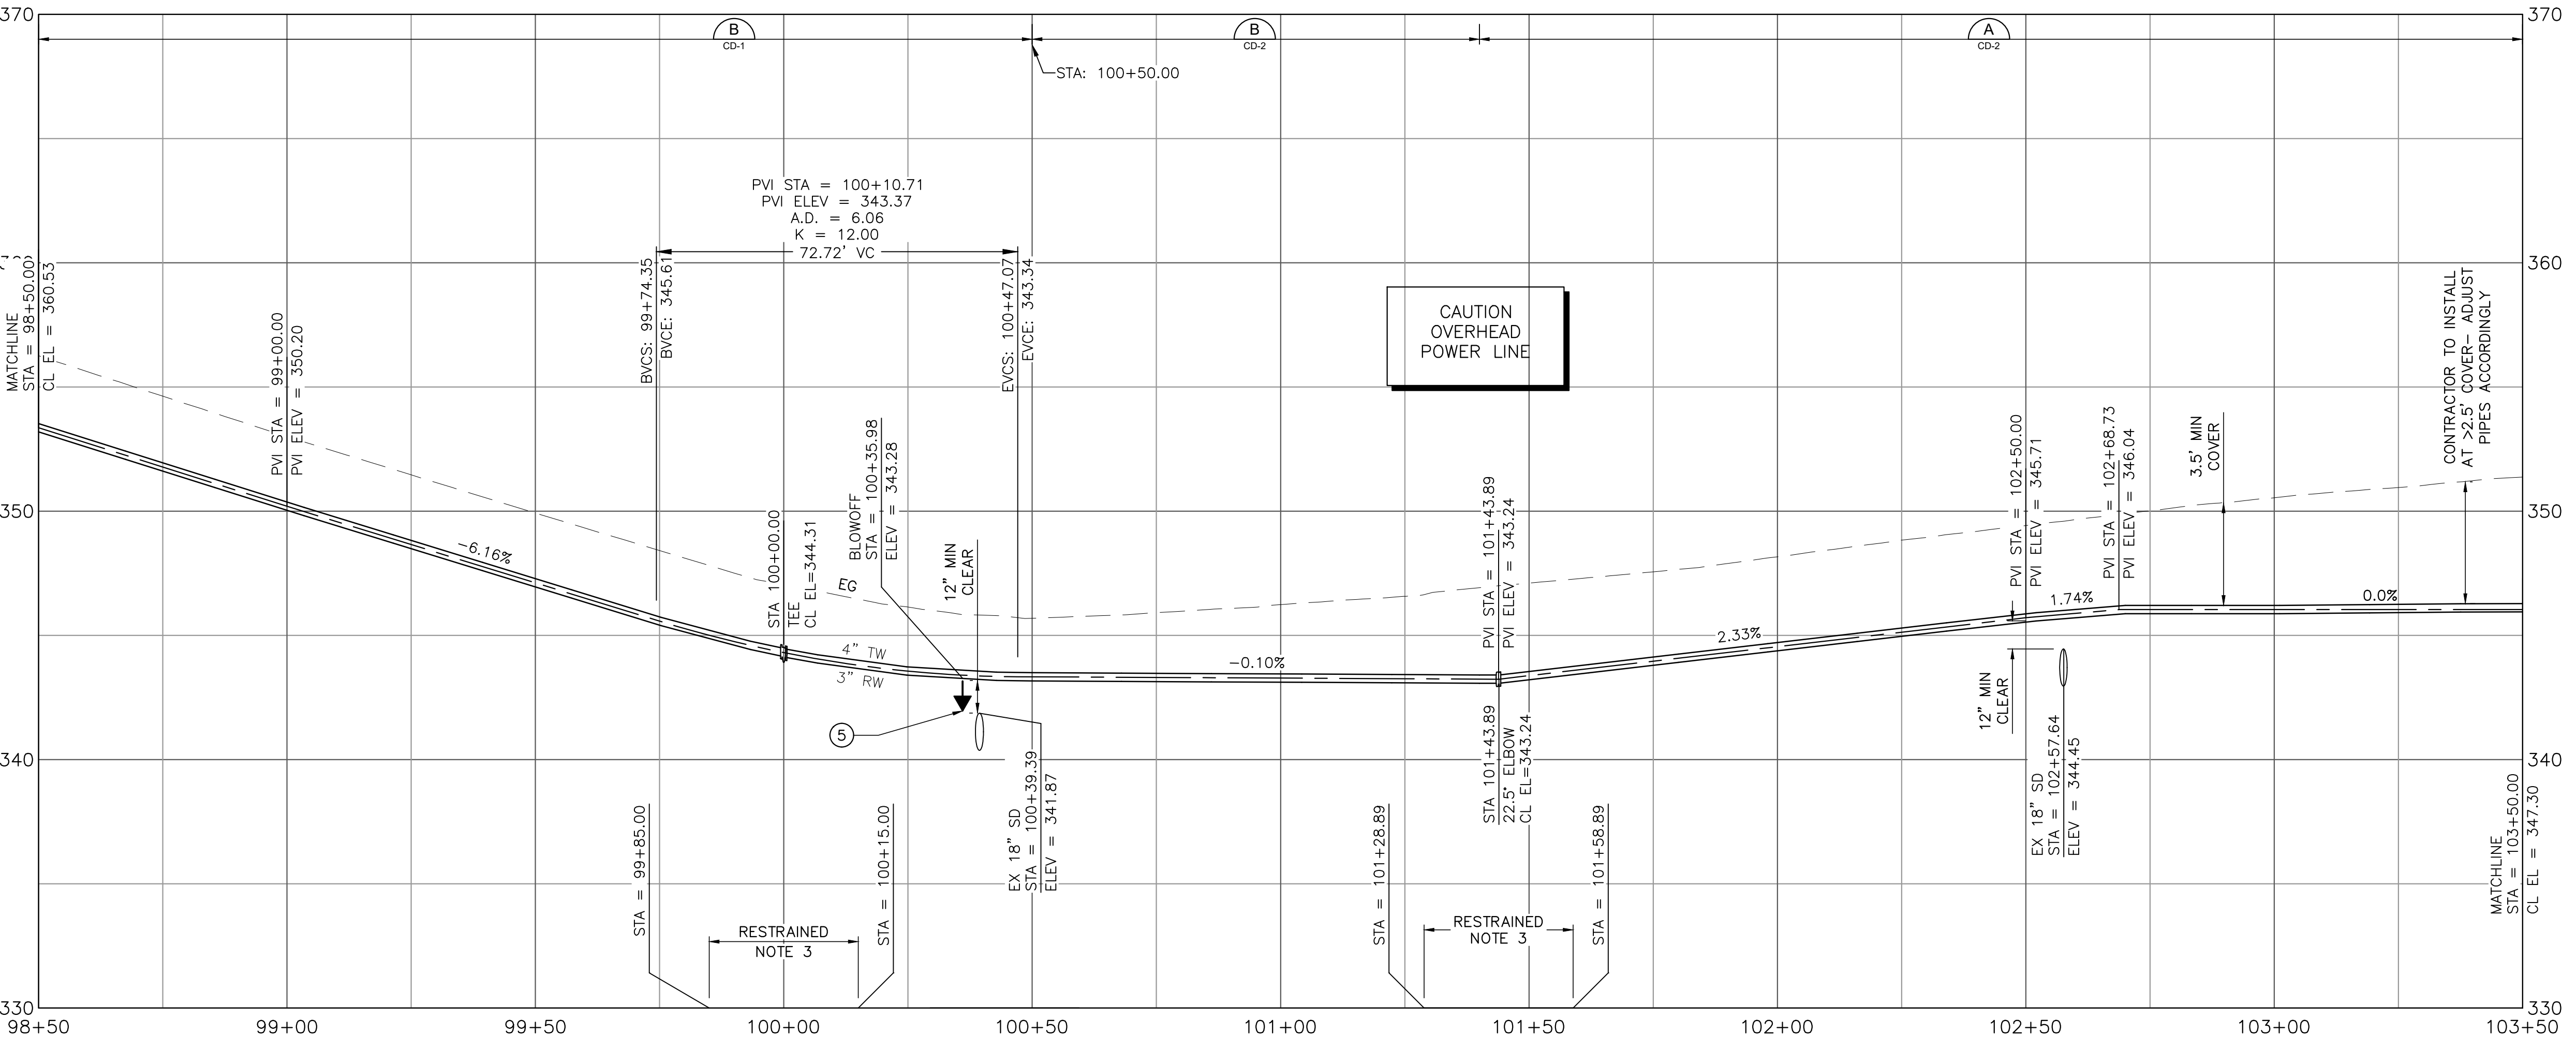 370
370
B
CD-1
B
CD-2
A
CD-2
STA: 100+50.00
PVI STA = 100+10.71
PVI ELEV = 343.37
A.D. = 6.06
K = 12.00
72.72' VC
360
MATCHLINE
STA = 98+50.00
CL EL = 360.53
PVI STA = 99+00.00
PVI ELEV = 350.20
BVCS: 99+74.35
BVCE: 345.61
EVCS: 100+47.07
EVCE: 343.34
CAUTION
OVERHEAD
POWER LINE
CONTRACTOR TO INSTALL
AT >2.5' COVER- ADJUST
PIPES ACCORDINGLY
3.5' MIN
COVER
PVI STA = 102+50.00
PVI ELEV = 345.71
PVI STA = 102+68.73
PVI ELEV = 346.04
350
350
-6.16%
STA 100+00.00
TEE
CL EL=344.31
BLOWOFF
STA = 100+35.98
ELEV = 343.28
12" MIN
CLEAR
EG
4" TW
3" RW
-0.10%
PVI STA = 101+43.89
PVI ELEV = 343.24
2.33%
1.74%
0.0%
5
STA 101+43.89
22.5° ELBOW
CL EL=343.24
12" MIN
CLEAR
340
340
EX 18" SD
STA = 100+39.39
ELEV = 341.87
EX 18" SD
STA = 102+57.64
ELEV = 344.45
STA = 99+85.00
RESTRAINED
NOTE 3
STA = 100+15.00
STA = 101+28.89
RESTRAINED
NOTE 3
STA = 101+58.89
MATCHLINE
STA = 103+50.00
CL EL = 347.30
330
330
98+50
99+00
99+50
100+00
100+50
101+00
101+50
102+00
102+50
103+00
103+50